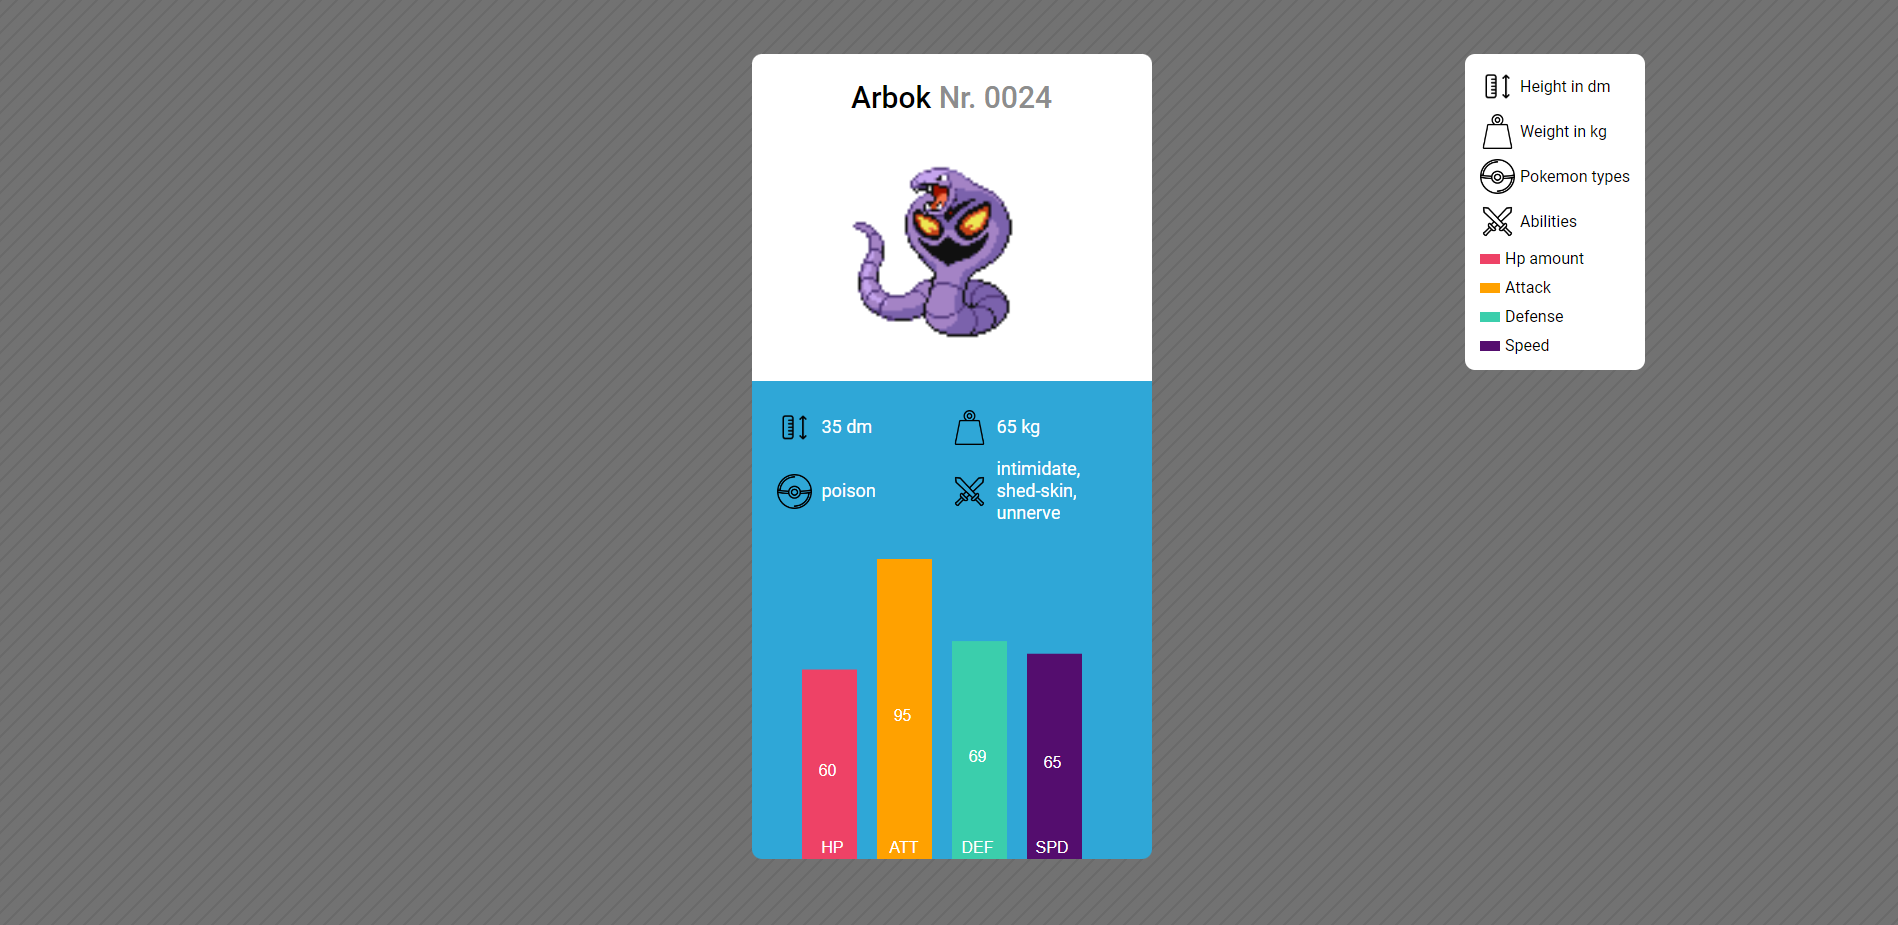 Arbok Nr. 0024
35 dm
65 kg
poison
intimidate,
shed-skin,
unnerve
60
95
69
65
HP
ATT
DEF
SPD
Height in dm
Weight in kg
Pokemon types
Abilities
Hp amount
Attack
Defense
Speed